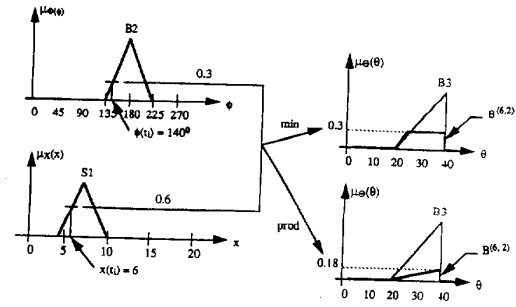 μΦ(ϕ)
B2
0.3
0 45 90 135 180 225 270 ϕ
ϕ(tᵢ) = 140⁰
μX(x)
S1
0.6
0 5 10 15 20 x
x(tᵢ) = 6
min
prod
μΘ(θ)
B3
0.3
B^(6,2)
0 10 20 30 40 θ
μΘ(θ)
B3
0.18
B^(6,2)
0 10 20 30 40 θ